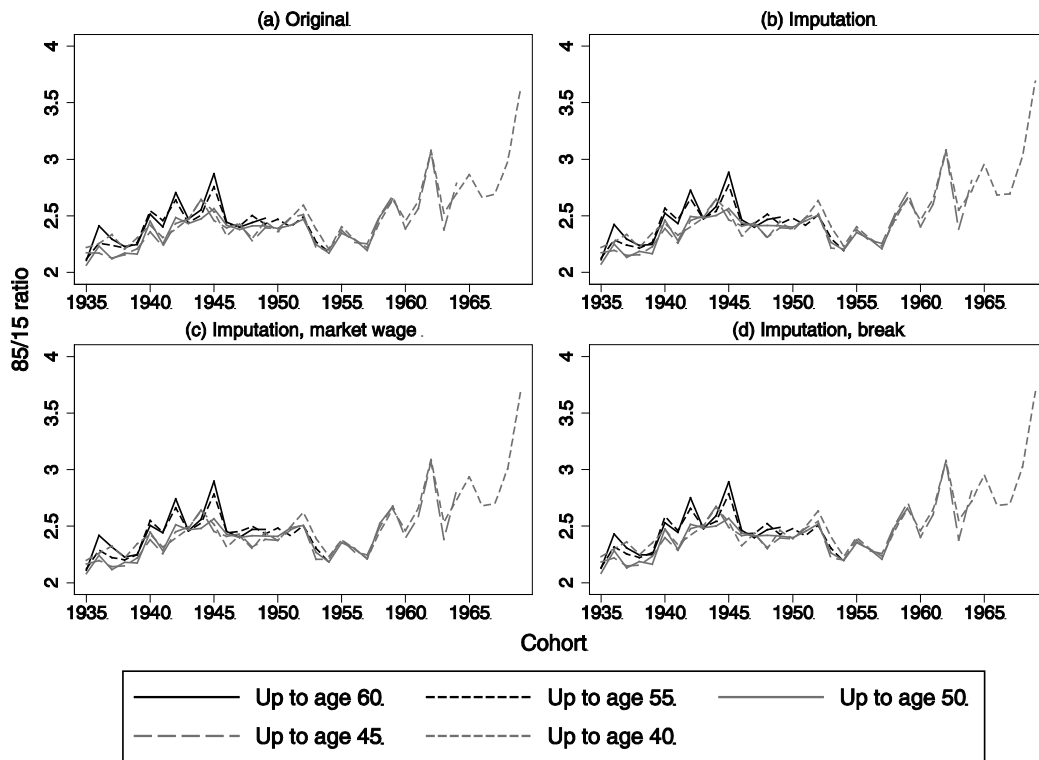 (a) Original
(b) Imputation
4
3.5
3
2.5
2
1935 1940 1945 1950 1955 1960 1965
1935 1940 1945 1950 1955 1960 1965
(c) Imputation, market wage
(d) Imputation, break
4
3.5
3
2.5
2
4
3.5
3
2.5
2
4
3.5
3
2.5
2
1935 1940 1945 1950 1955 1960 1965
1935 1940 1945 1950 1955 1960 1965
85/15 ratio
Cohort
Up to age 60 Up to age 55 Up to age 50
Up to age 45 Up to age 40